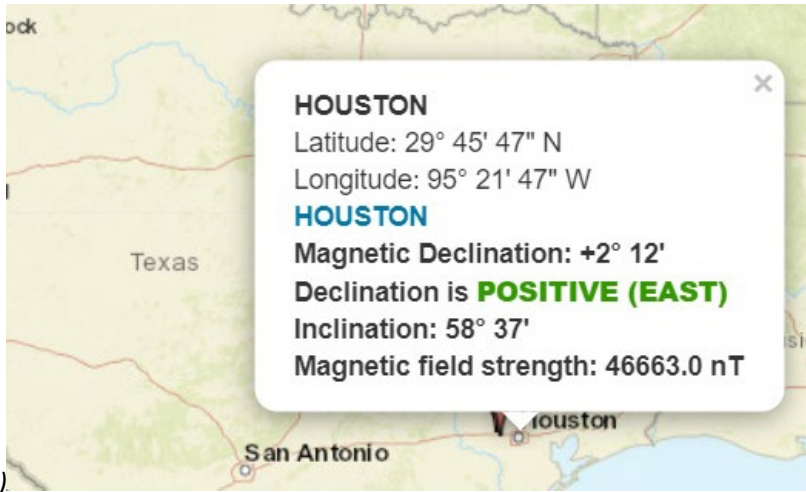 ock
×
HOUSTON
Latitude: 29° 45' 47" N
Longitude: 95° 21' 47" W
HOUSTON
Magnetic Declination: +2° 12'
Declination is POSITIVE (EAST)
Inclination: 58° 37'
Magnetic field strength: 46663.0 nT
Texas
si
ouston
San Antonio
)